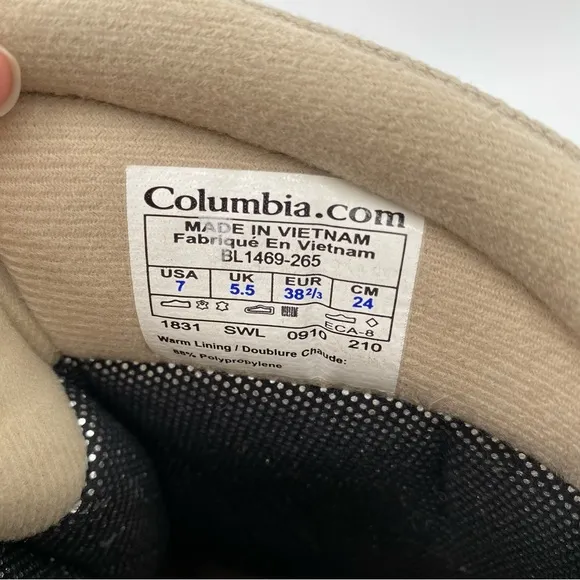 Columbia.com
MADE IN VIETNAM
Fabriqué En Vietnam
BL1469-265
USA UK EUR CM
7 5.5 38 2/3 24
ECA-8
1831 SWL 0910 210
Warm Lining / Doublure Chaude:
88% Polypropylene